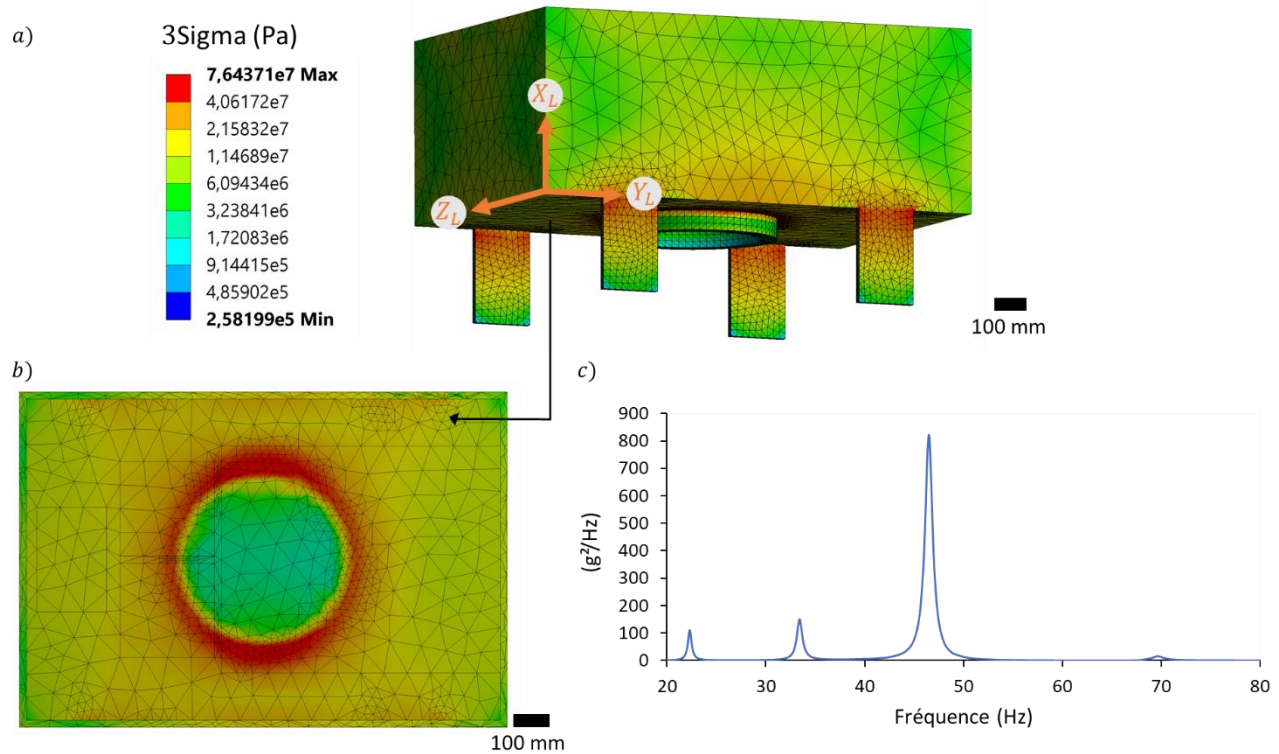 a)
3Sigma (Pa)
7,64371e7 Max
4,06172e7
2,15832e7
1,14689e7
6,09434e6
3,23841e6
1,72083e6
9,14415e5
4,85902e5
2,58199e5 Min
X_L
Y_L
Z_L
100 mm
b)
100 mm
c)
(g²/Hz)
900
800
700
600
500
400
300
200
100
0
20 30 40 50 60 70 80
Fréquence (Hz)